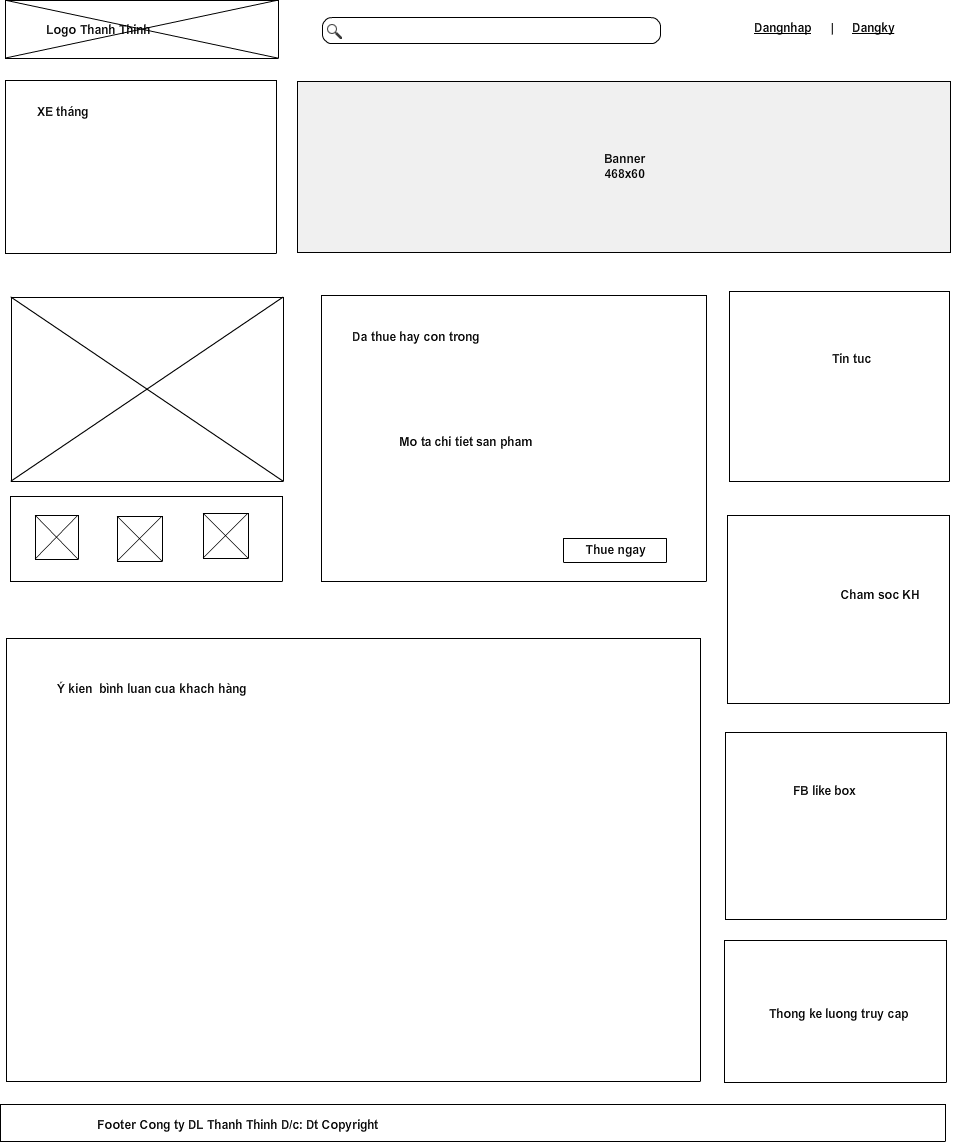 Logo Thanh Thinh
Dangnhap | Dangky
XE tháng
Banner
468x60
Da thue hay con trong
Tin tuc
Mo ta chi tiet san pham
Thue ngay
Cham soc KH
Ý kien bình luan cua khach hàng
FB like box
Thong ke luong truy cap
Footer Cong ty DL Thanh Thinh D/c: Dt Copyright